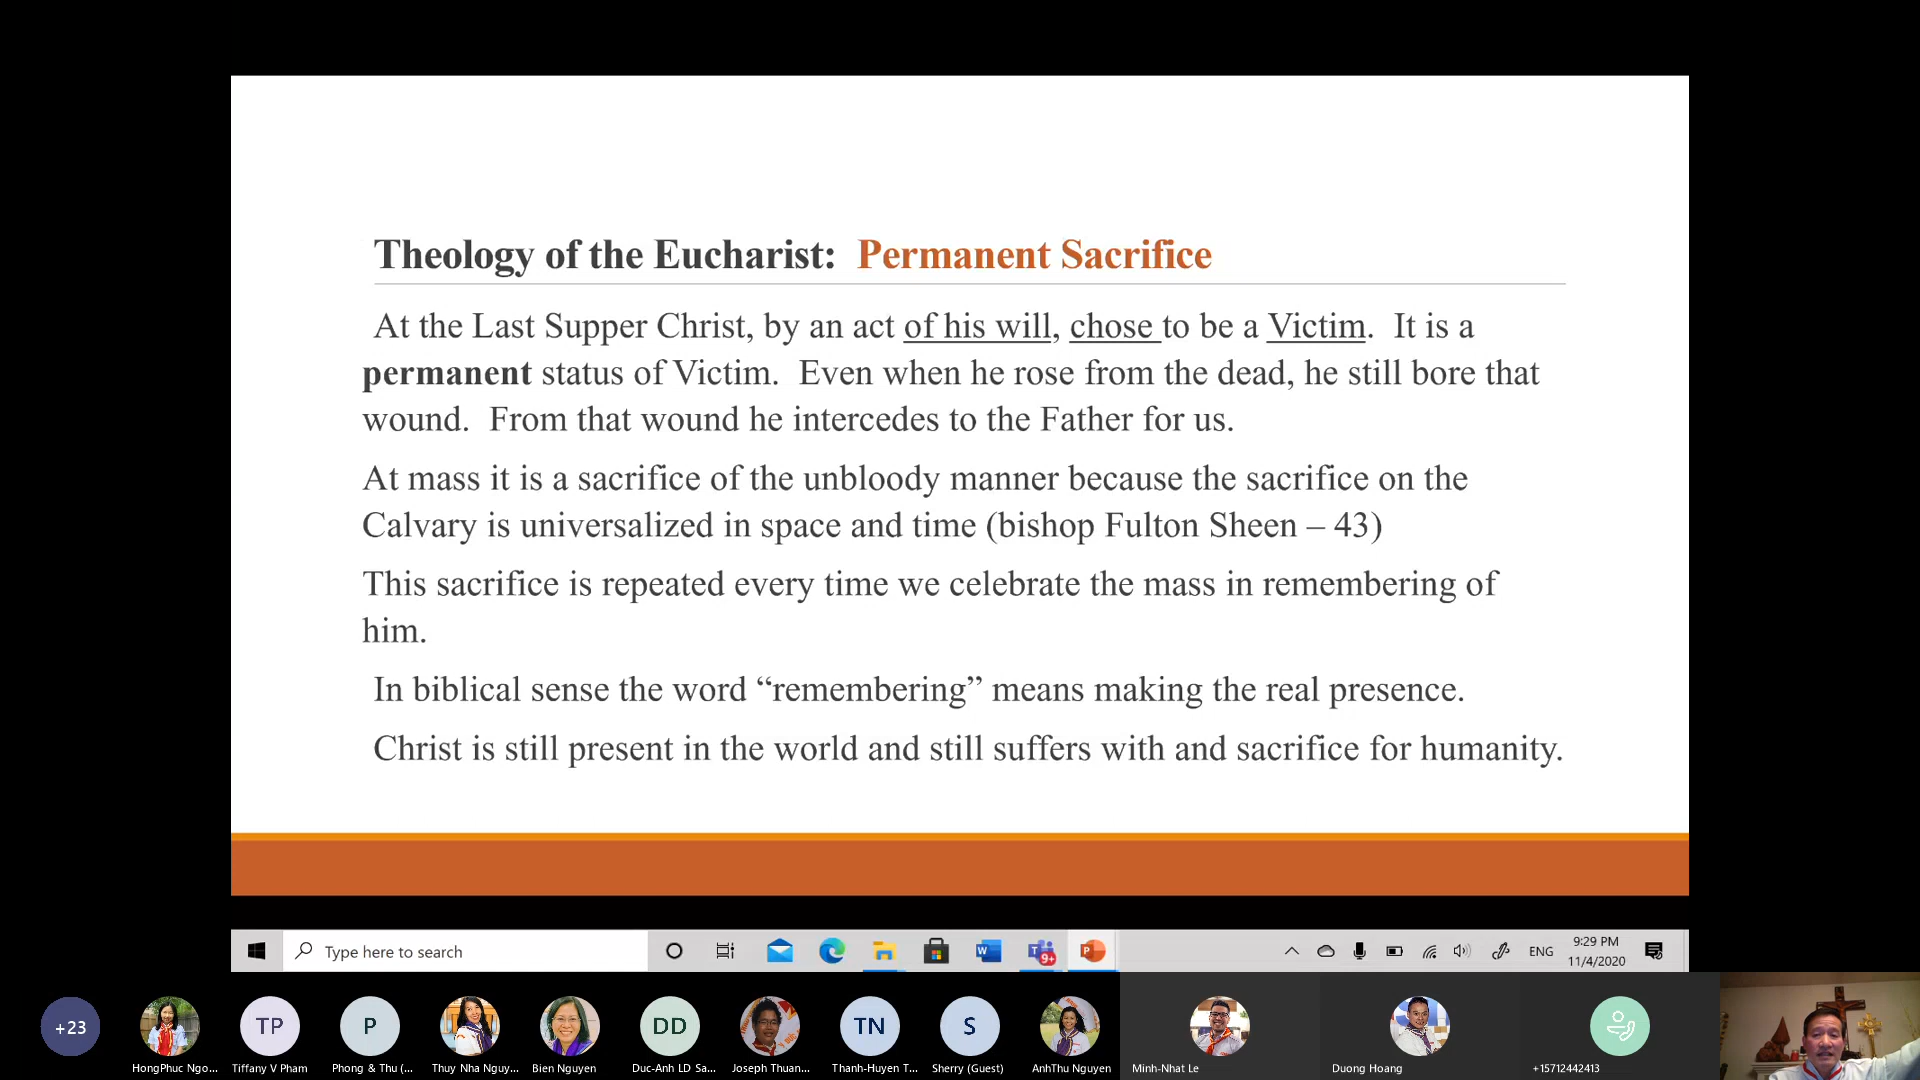 Theology of the Eucharist: Permanent Sacrifice
At the Last Supper Christ, by an act of his will, chose to be a Victim. It is a
permanent status of Victim. Even when he rose from the dead, he still bore that
wound. From that wound he intercedes to the Father for us.
At mass it is a sacrifice of the unbloody manner because the sacrifice on the
Calvary is universalized in space and time (bishop Fulton Sheen – 43)
This sacrifice is repeated every time we celebrate the mass in remembering of
him.
In biblical sense the word “remembering” means making the real presence.
Christ is still present in the world and still suffers with and sacrifice for humanity.
Type here to search
9+
ENG
9:29 PM
11/4/2020
+23
TP
P
DD
TN
S
HongPhuc Ngo...
Tiffany V Pham
Phong & Thu (...
Thuy Nha Nguy...
Bien Nguyen
Duc-Anh LD Sa...
Joseph Thuan...
Thanh-Huyen T...
Sherry (Guest)
AnhThu Nguyen
Minh-Nhat Le
Duong Hoang
+15712442413